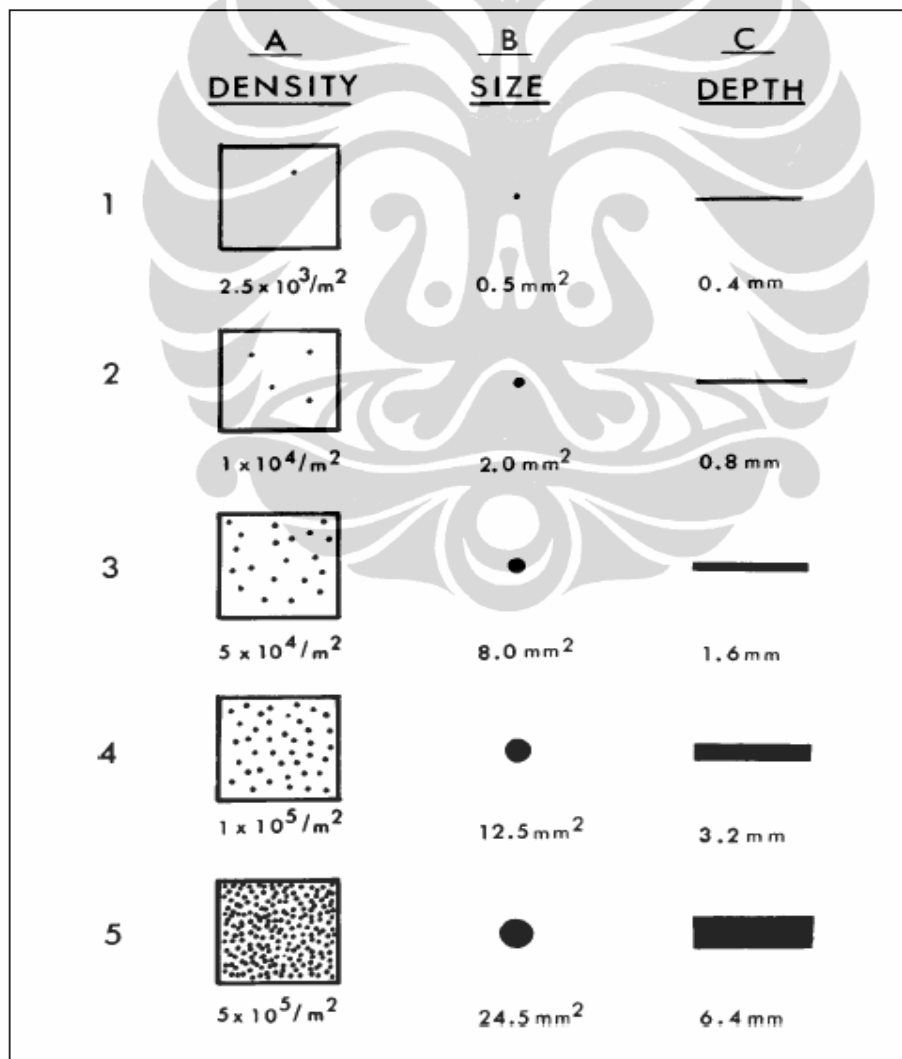 A B C
DENSITY SIZE DEPTH
1
2.5 x 10³/m² 0.5 mm² 0.4 mm
2
1 x 10⁴/m² 2.0 mm² 0.8 mm
3
5 x 10⁴/m² 8.0 mm² 1.6 mm
4
1 x 10⁵/m² 12.5 mm² 3.2 mm
5
5 x 10⁵/m² 24.5 mm² 6.4 mm